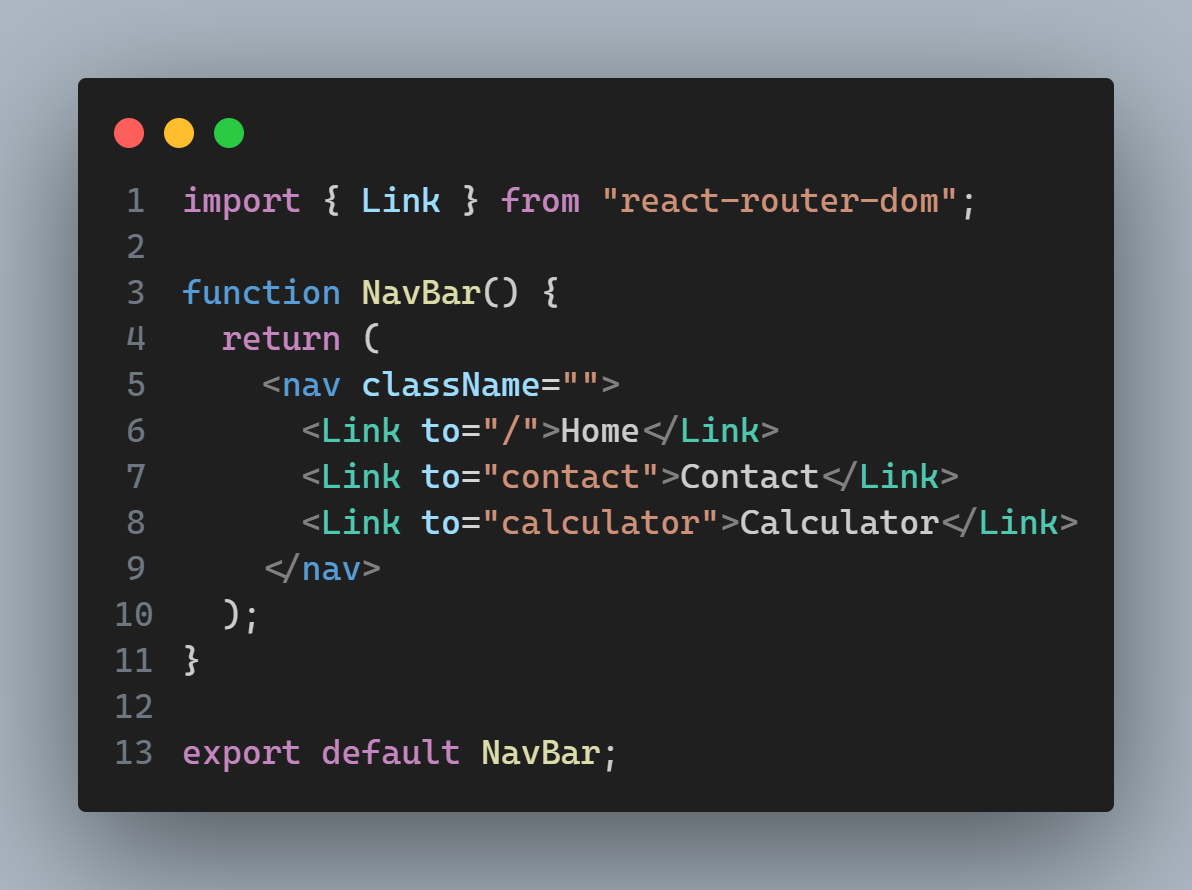 1 import { Link } from "react-router-dom";
2
3 function NavBar() {
4   return (
5     <nav className="">
6       <Link to="/">Home</Link>
7       <Link to="contact">Contact</Link>
8       <Link to="calculator">Calculator</Link>
9     </nav>
10   );
11 }
12
13 export default NavBar;